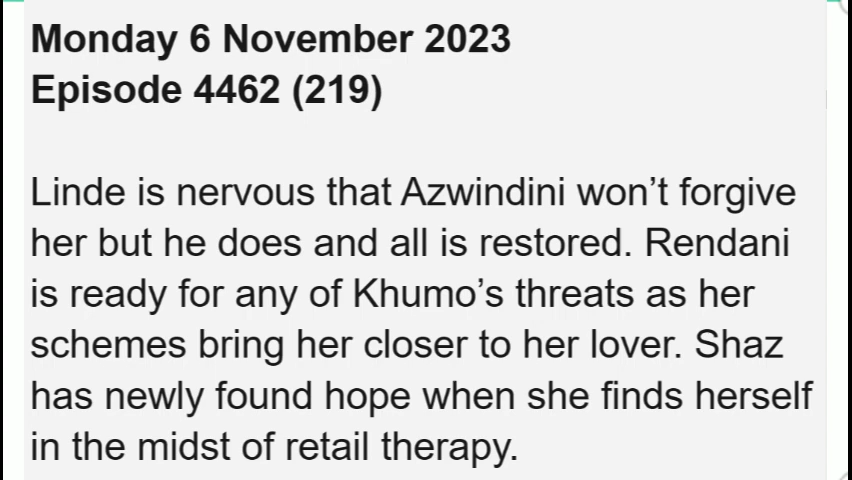 Monday 6 November 2023
Episode 4462 (219)
Linde is nervous that Azwindini won’t forgive
her but he does and all is restored. Rendani
is ready for any of Khumo’s threats as her
schemes bring her closer to her lover. Shaz
has newly found hope when she finds herself
in the midst of retail therapy.